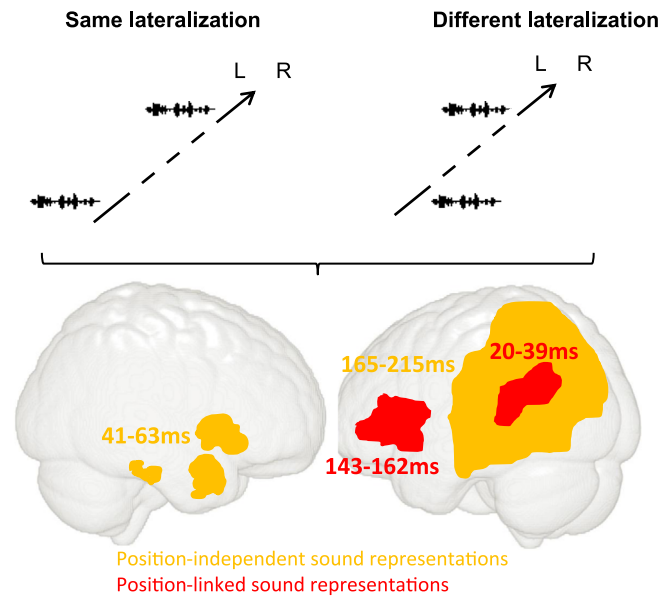 Same lateralization
Different lateralization
L R
L R
165-215ms
20-39ms
41-63ms
143-162ms
Position-independent sound representations
Position-linked sound representations